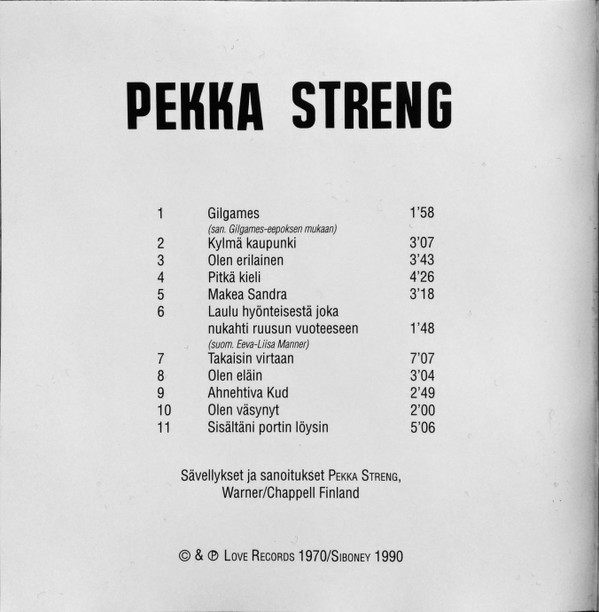 PEKKA STRENG
1 Gilgames 1'58
(san. Gilgames-eepoksen mukaan)
2 Kylmä kaupunki 3'07
3 Olen erilainen 3'43
4 Pitkä kieli 4'26
5 Makea Sandra 3'18
6 Laulu hyönteisestä joka
nukahti ruusun vuoteeseen 1'48
(suom. Eeva-Liisa Manner)
7 Takaisin virtaan 7'07
8 Olen eläin 3'04
9 Ahnehtiva Kud 2'49
10 Olen väsynyt 2'00
11 Sisältäni portin löysin 5'06
Sävellykset ja sanoitukset PEKKA STRENG,
Warner/Chappell Finland
© & ℗ LOVE RECORDS 1970/SIBONEY 1990